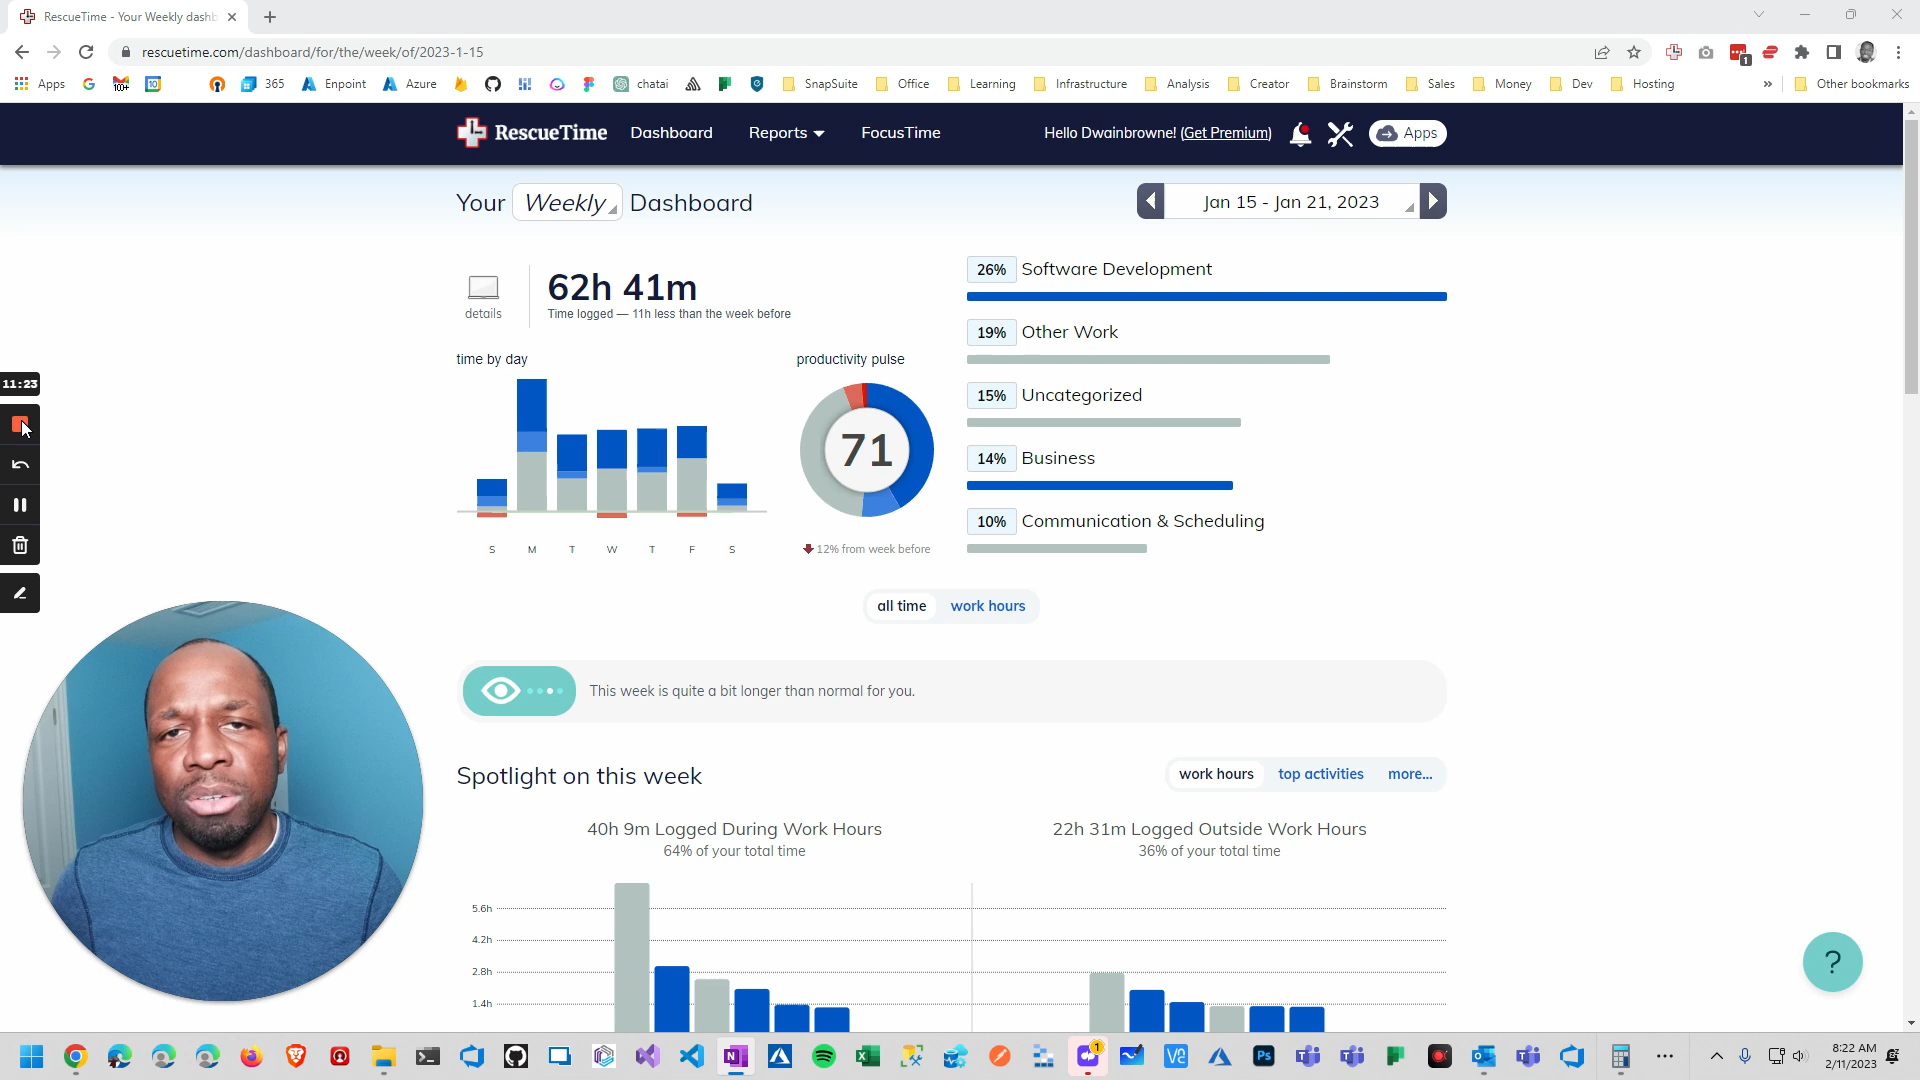 RescueTime - Your Weekly dashb
rescuetime.com/dashboard/for/the/week/of/2023-1-15
1
Apps
100+
10
365
Enpoint
Azure
chatai
SnapSuite
Office
Learning
Infrastructure
Analysis
Creator
Brainstorm
Sales
Money
Dev
Hosting
»
Other bookmarks
RescueTime
Dashboard
Reports
FocusTime
Hello Dwainbrowne! (Get Premium)
Apps
Your Weekly Dashboard
Jan 15 - Jan 21, 2023
details
62h 41m
Time logged — 11h less than the week before
time by day
S M T W T F S
productivity pulse
71
12% from week before
26% Software Development
19% Other Work
15% Uncategorized
14% Business
10% Communication & Scheduling
11:23
all time
work hours
This week is quite a bit longer than normal for you.
Spotlight on this week
work hours
top activities
more...
40h 9m Logged During Work Hours
64% of your total time
22h 31m Logged Outside Work Hours
36% of your total time
5.6h
4.2h
2.8h
1.4h
?
1
Ps
8:22 AM
2/11/2023